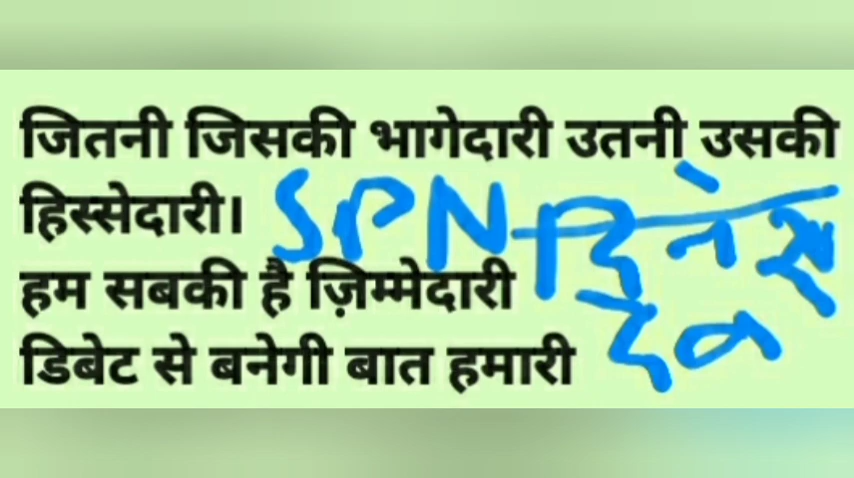 जितनी जिसकी भागेदारी उतनी उसकी
हिस्सेदारी। SPN
हम सबकी है ज़िम्मेदारी
डिबेट से बनेगी बात हमारी